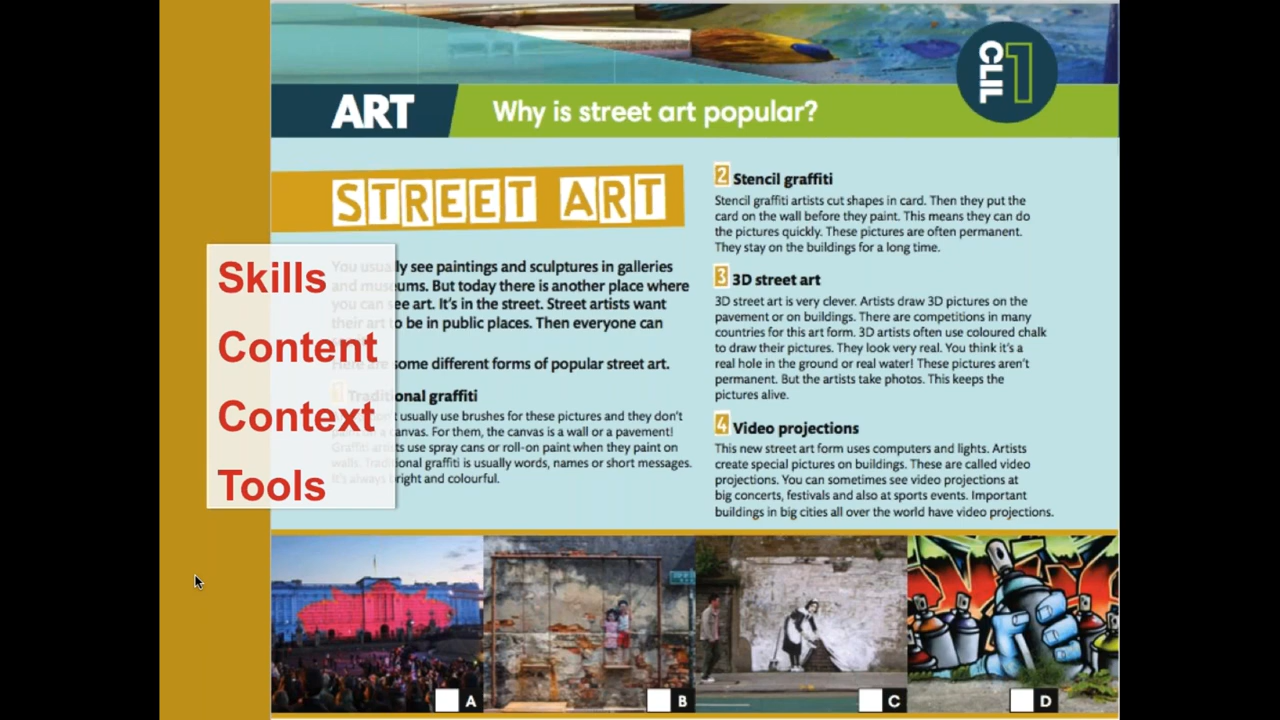 CLIL 1
ART
Why is street art popular?
STREET ART
You usually see paintings and sculptures in galleries
and museums. But today there is another place where
you can see art. It's in the street. Street artists want
their art to be in public places. Then everyone can
Here are some different forms of popular street art.
1 Traditional graffiti
don't usually use brushes for these pictures and they don't
paint on a canvas. For them, the canvas is a wall or a pavement!
Graffiti artists use spray cans or roll-on paint when they paint on
walls. Traditional graffiti is usually words, names or short messages.
It's always bright and colourful.
Skills
Content
Context
Tools
2 Stencil graffiti
Stencil graffiti artists cut shapes in card. Then they put the
card on the wall before they paint. This means they can do
the pictures quickly. These pictures are often permanent.
They stay on the buildings for a long time.
3 3D street art
3D street art is very clever. Artists draw 3D pictures on the
pavement or on buildings. There are competitions in many
countries for this art form. 3D artists often use coloured chalk
to draw their pictures. They look very real. You think it's a
real hole in the ground or real water! These pictures aren't
permanent. But the artists take photos. This keeps the
pictures alive.
4 Video projections
This new street art form uses computers and lights. Artists
create special pictures on buildings. These are called video
projections. You can sometimes see video projections at
big concerts, festivals and also at sports events. Important
buildings in big cities all over the world have video projections.
A
B
C
D